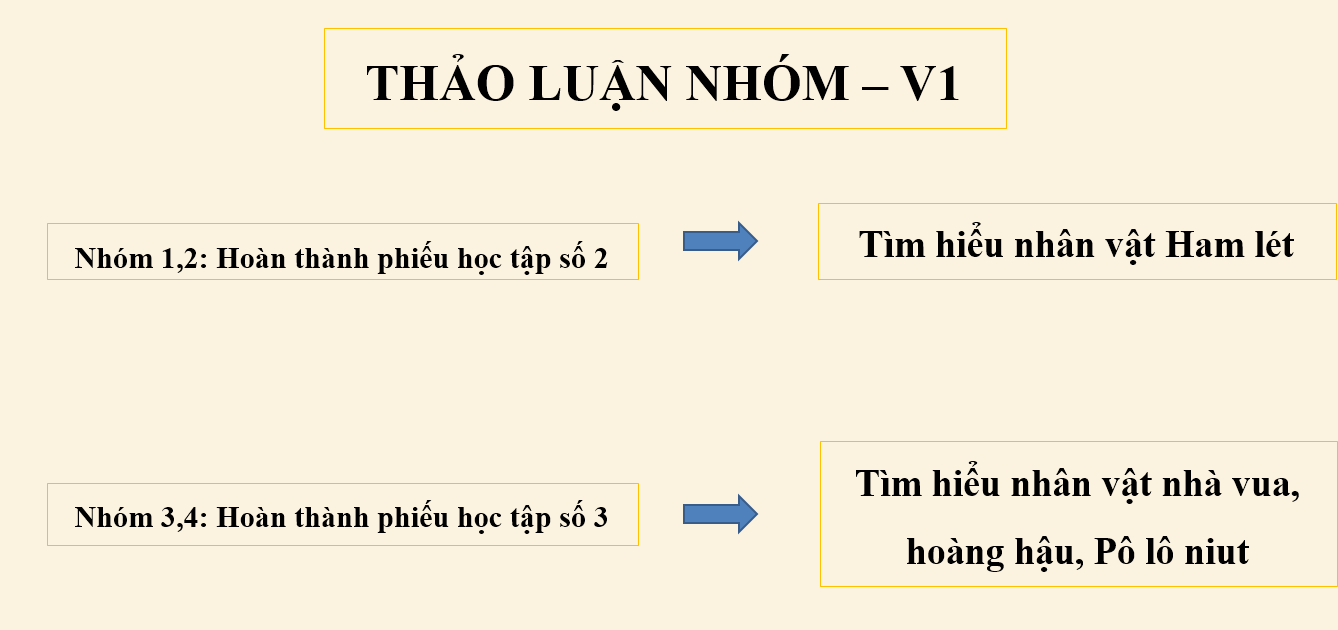 THẢO LUẬN NHÓM – V1
Nhóm 1,2: Hoàn thành phiếu học tập số 2
Tìm hiểu nhân vật Ham lét
Nhóm 3,4: Hoàn thành phiếu học tập số 3
Tìm hiểu nhân vật nhà vua,
hoàng hậu, Pô lô niut